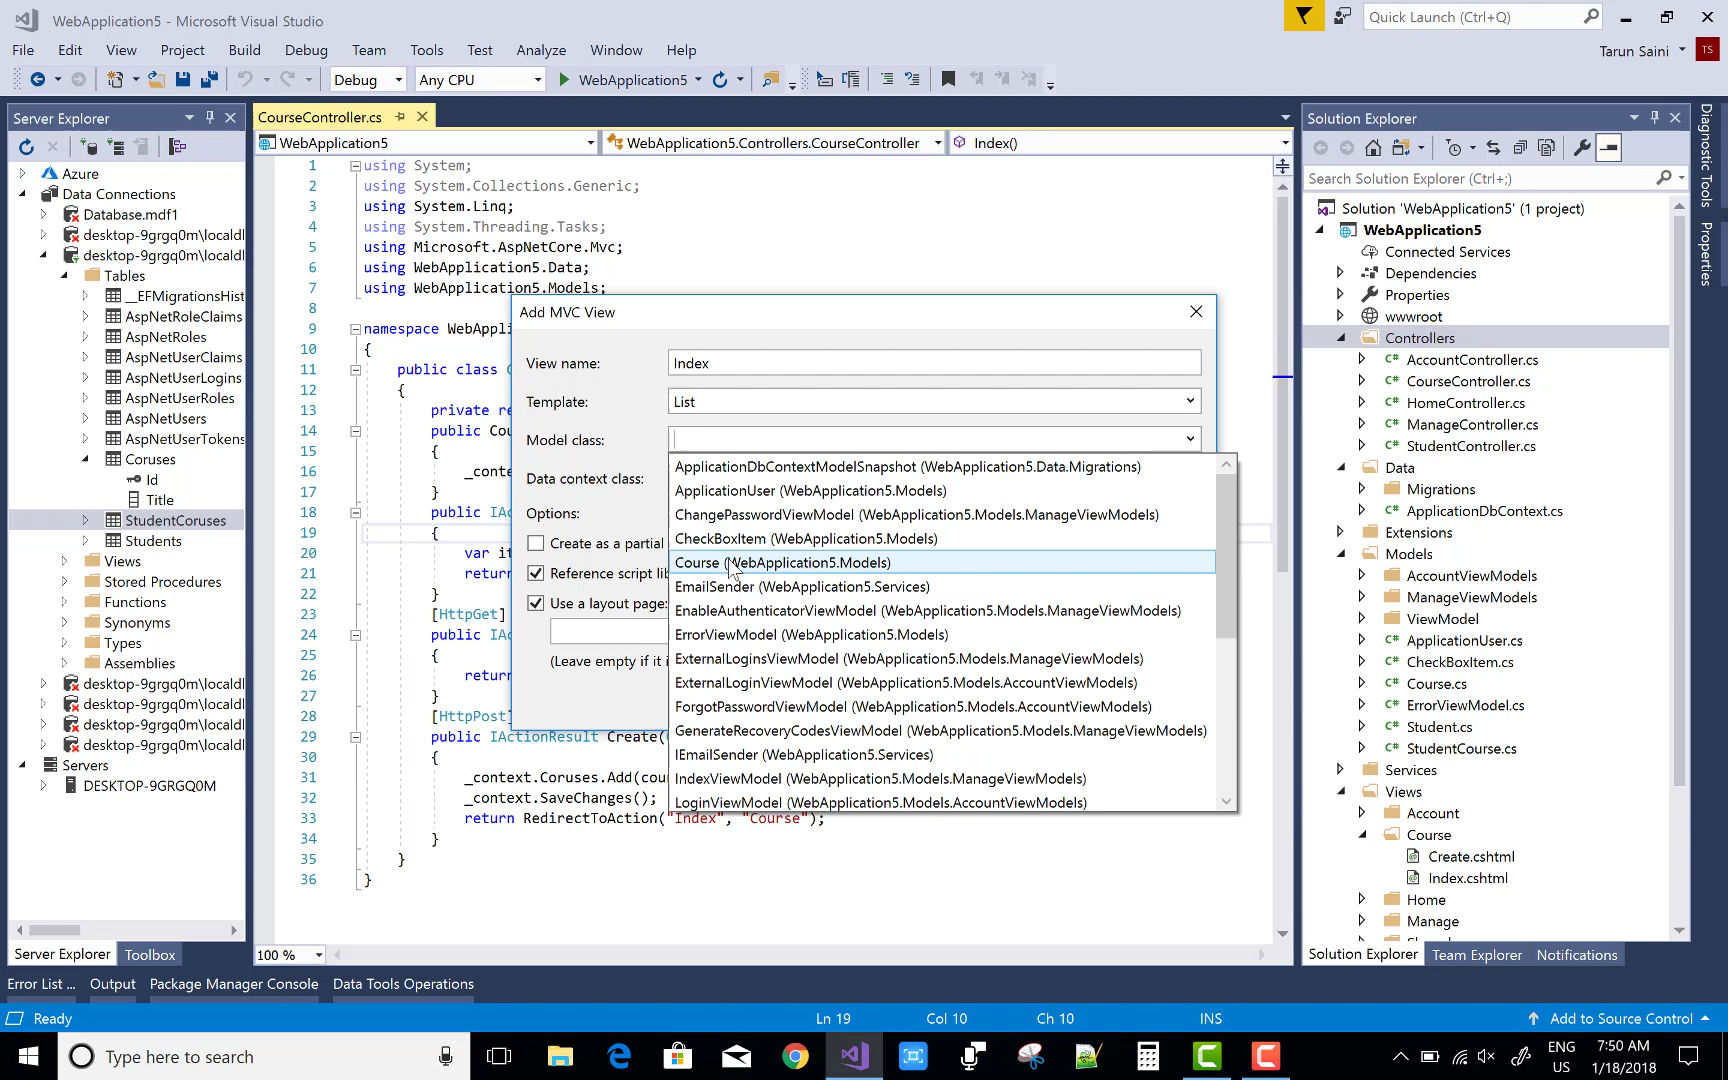 WebApplication5 - Microsoft Visual Studio
Quick Launch (Ctrl+Q)
File Edit View Project Build Debug Team Tools Test Analyze Window Help
Tarun Saini
TS
Debug
Any CPU
WebApplication5
Server Explorer
Azure
Data Connections
Database.mdf1
desktop-9grgq0m\localdl
desktop-9grgq0m\localdl
Tables
__EFMigrationsHist
AspNetRoleClaims
AspNetRoles
AspNetUserClaims
AspNetUserLogins
AspNetUserRoles
AspNetUsers
AspNetUserTokens
Coruses
Id
Title
StudentCoruses
Students
Views
Stored Procedures
Functions
Synonyms
Types
Assemblies
desktop-9grgq0m\localdl
desktop-9grgq0m\localdl
desktop-9grgq0m\localdl
desktop-9grgq0m\localdl
Servers
DESKTOP-9GRGQ0M
Server Explorer
Toolbox
CourseController.cs
WebApplication5
WebApplication5.Controllers.CourseController
Index()
1 using System;
2 using System.Collections.Generic;
3 using System.Linq;
4 using System.Threading.Tasks;
5 using Microsoft.AspNetCore.Mvc;
6 using WebApplication5.Data;
7 using WebApplication5.Models;
8
9 namespace WebAppli
10 {
11 public class
12 {
13 private re
14 public Cou
15 {
16 _conte
17 }
18 public IAc
19 {
20 var it
21 return
22 }
23 [HttpGet]
24 public IAc
25 {
26 return
27 }
28 [HttpPost]
29 public IActionResult Create(
30 {
31 _context.Coruses.Add(cou
32 _context.SaveChanges();
33 return RedirectToAction("Index", "Course");
34 }
35 }
36 }
100 %
Add MVC View
View name:
Index
Template:
List
Model class:
Data context class:
Options:
Create as a partial
Reference script lib
Use a layout page:
(Leave empty if it i
ApplicationDbContextModelSnapshot (WebApplication5.Data.Migrations)
ApplicationUser (WebApplication5.Models)
ChangePasswordViewModel (WebApplication5.Models.ManageViewModels)
CheckBoxItem (WebApplication5.Models)
Course (WebApplication5.Models)
EmailSender (WebApplication5.Services)
EnableAuthenticatorViewModel (WebApplication5.Models.ManageViewModels)
ErrorViewModel (WebApplication5.Models)
ExternalLoginsViewModel (WebApplication5.Models.ManageViewModels)
ExternalLoginViewModel (WebApplication5.Models.AccountViewModels)
ForgotPasswordViewModel (WebApplication5.Models.AccountViewModels)
GenerateRecoveryCodesViewModel (WebApplication5.Models.ManageViewModels)
IEmailSender (WebApplication5.Services)
IndexViewModel (WebApplication5.Models.ManageViewModels)
LoginViewModel (WebApplication5.Models.AccountViewModels)
Solution Explorer
Search Solution Explorer (Ctrl+;)
Solution 'WebApplication5' (1 project)
WebApplication5
Connected Services
Dependencies
Properties
wwwroot
Controllers
AccountController.cs
CourseController.cs
HomeController.cs
ManageController.cs
StudentController.cs
Data
Migrations
ApplicationDbContext.cs
Extensions
Models
AccountViewModels
ManageViewModels
ViewModel
ApplicationUser.cs
CheckBoxItem.cs
Course.cs
ErrorViewModel.cs
Student.cs
StudentCourse.cs
Services
Views
Account
Course
Create.cshtml
Index.cshtml
Home
Manage
Solution Explorer
Team Explorer
Notifications
Diagnostic Tools
Properties
Error List ...
Output
Package Manager Console
Data Tools Operations
Ready
Ln 19
Col 10
Ch 10
INS
Add to Source Control
Type here to search
ENG
US
7:50 AM
1/18/2018